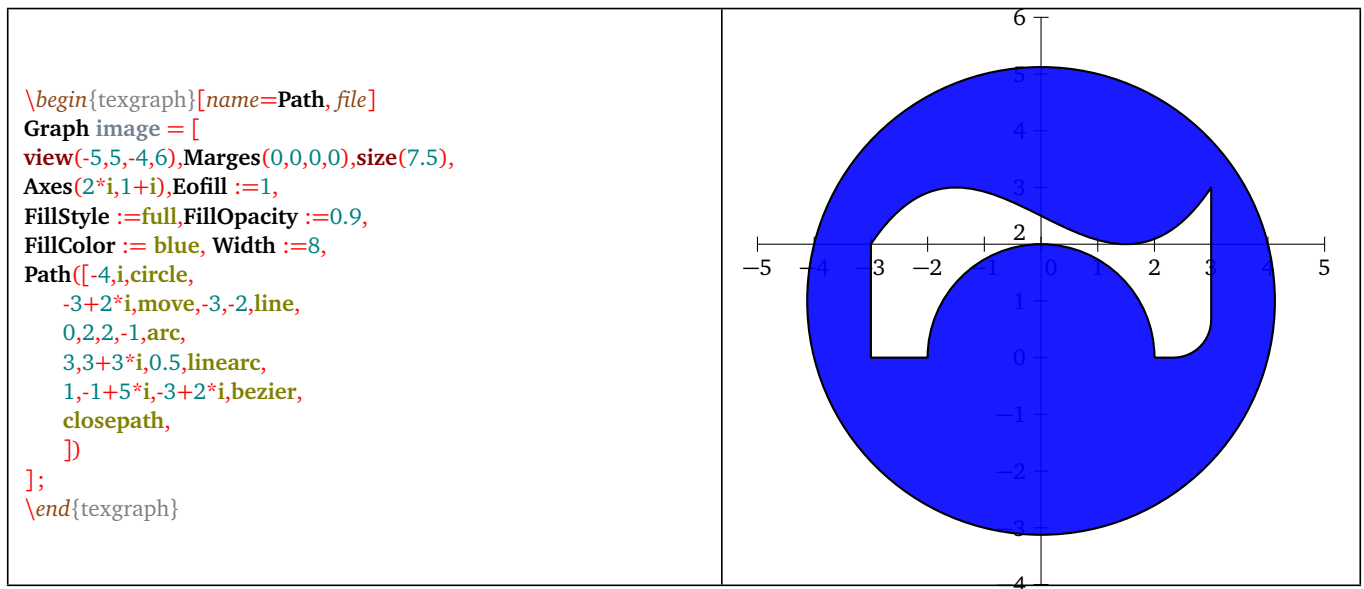 \begin{texgraph}[name=Path, file]
Graph image = [
view(-5,5,-4,6),Marges(0,0,0,0),size(7.5),
Axes(2*i,1+i),Eofill :=1,
FillStyle :=full,FillOpacity :=0.9,
FillColor := blue, Width :=8,
Path([-4,i,circle,
-3+2*i,move,-3,-2,line,
0,2,2,-1,arc,
3,3+3*i,0.5,linearc,
1,-1+5*i,-3+2*i,bezier,
closepath,
])
];
\end{texgraph}
6
5
4
3
2
−5 −4 −3 −2 −1 0 1 2 3 4 5
1
0
−1
−2
−3
−4